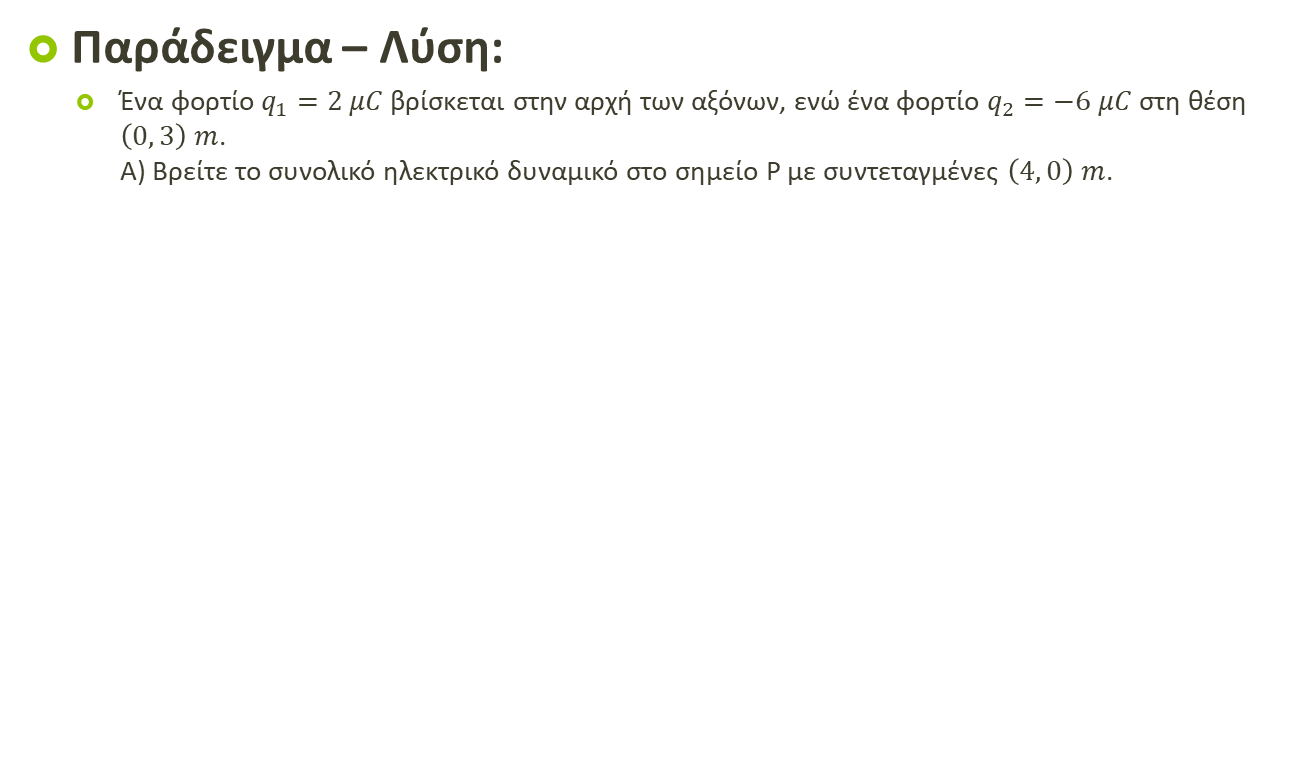 Παράδειγμα – Λύση:
Ένα φορτίο q₁ = 2 μC βρίσκεται στην αρχή των αξόνων, ενώ ένα φορτίο q₂ = −6 μC στη θέση
(0, 3) m.
Α) Βρείτε το συνολικό ηλεκτρικό δυναμικό στο σημείο P με συντεταγμένες (4, 0) m.